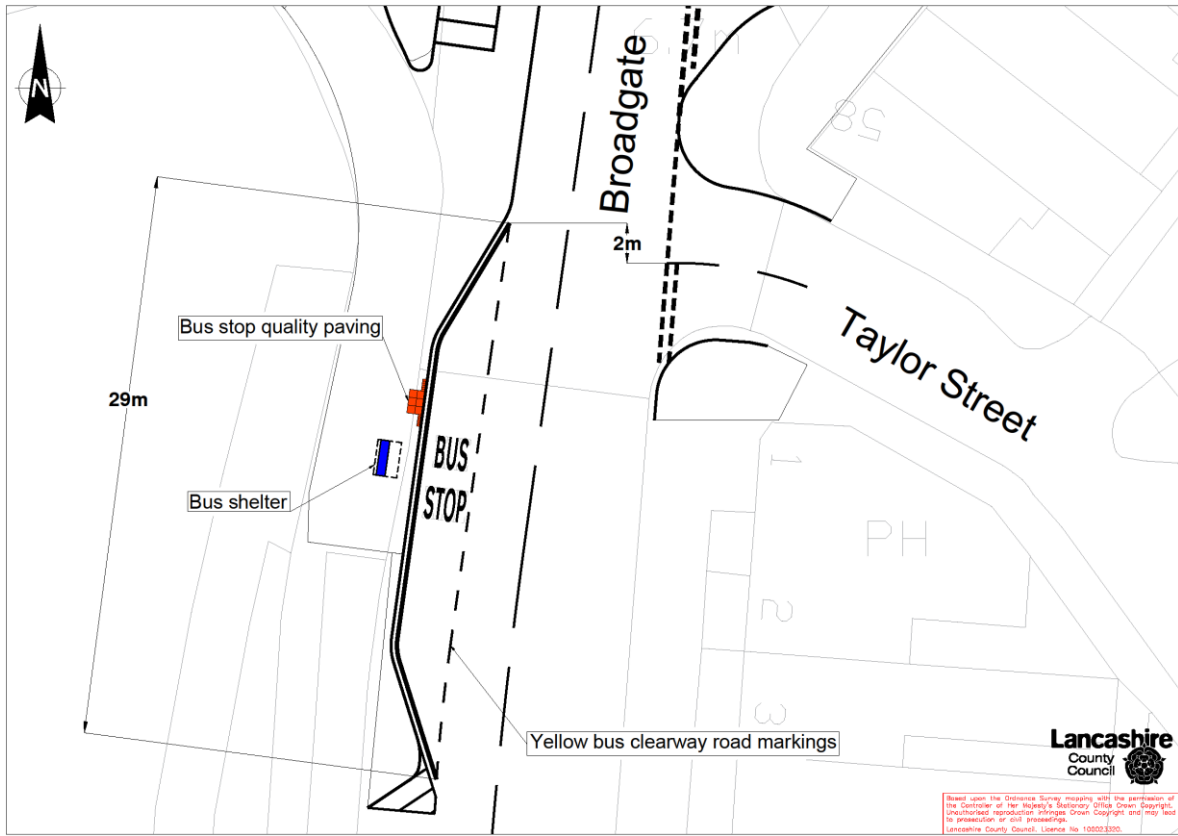 N
6.7m
Broadgate
58
2m
Bus stop quality paving
Taylor Street
29m
BUS
STOP
1
Bus shelter
PH
2
3
Yellow bus clearway road markings
Lancashire
County
Council
Based upon the Ordnance Survey mapping with the permission of
the Controller of Her Majesty's Stationary Office Crown Copyright.
Unauthorised reproduction infringes Crown Copyright and may lead
to prosecution or civil proceedings.
Lancashire County Council. Licence No 100023320.